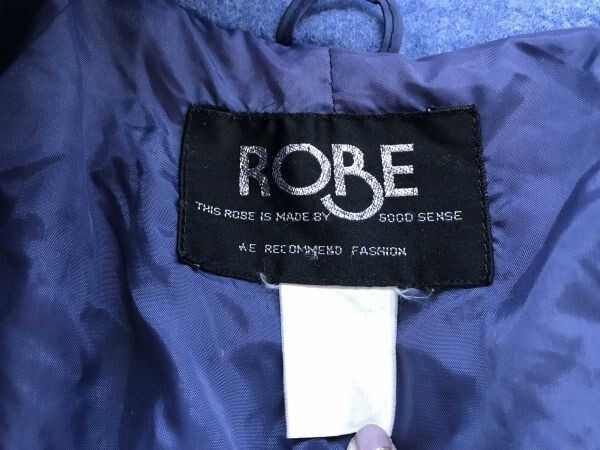 ROBE
THIS ROBE IS MADE BY GOOD SENSE
WE RECOMMEND FASHION